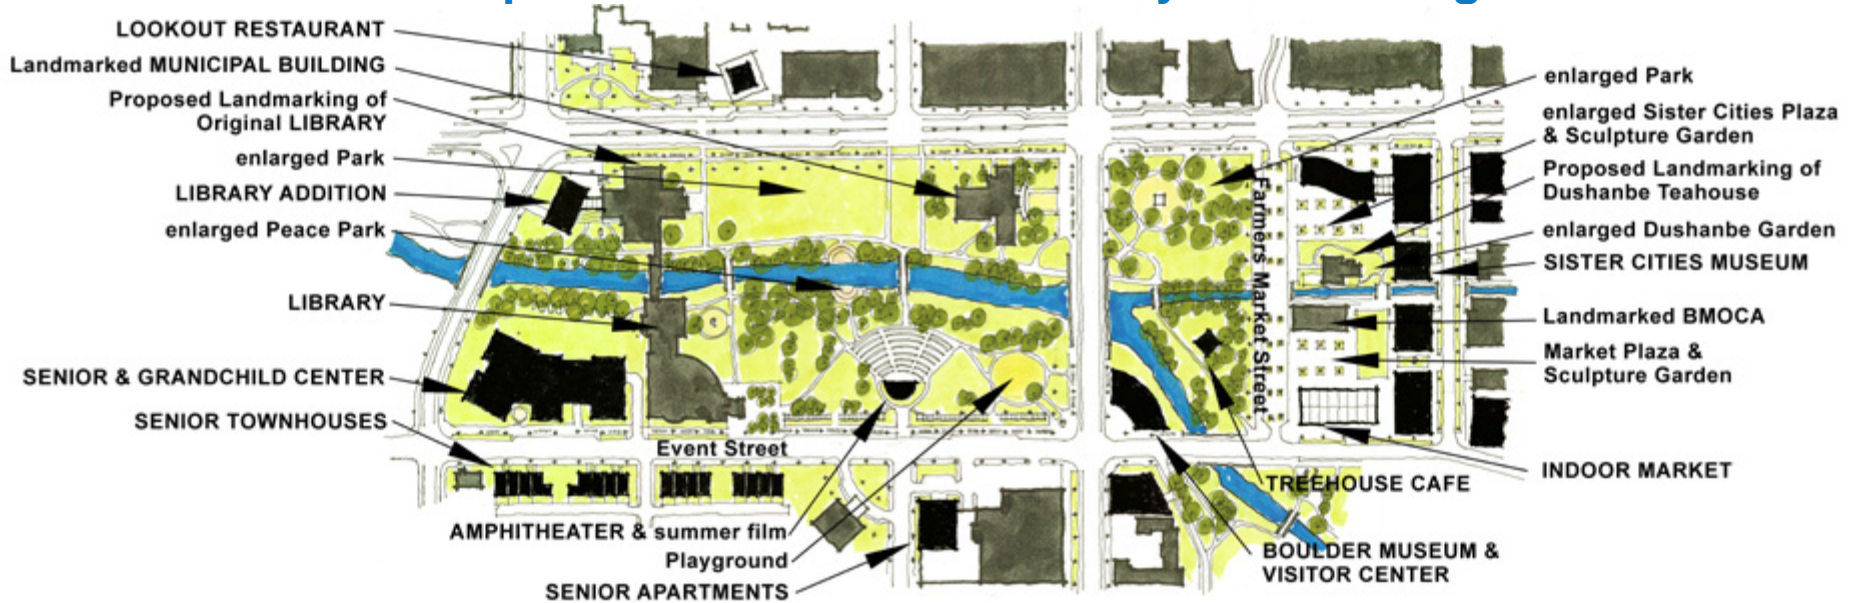 LOOKOUT RESTAURANT
Landmarked MUNICIPAL BUILDING
Proposed Landmarking of
Original LIBRARY
enlarged Park
LIBRARY ADDITION
enlarged Peace Park
LIBRARY
SENIOR & GRANDCHILD CENTER
SENIOR TOWNHOUSES
Event Street
AMPHITHEATER & summer film
Playground
SENIOR APARTMENTS
Farmers Market Street
enlarged Park
enlarged Sister Cities Plaza
& Sculpture Garden
Proposed Landmarking of
Dushanbe Teahouse
enlarged Dushanbe Garden
SISTER CITIES MUSEUM
Landmarked BMOCA
Market Plaza &
Sculpture Garden
INDOOR MARKET
TREEHOUSE CAFE
BOULDER MUSEUM &
VISITOR CENTER